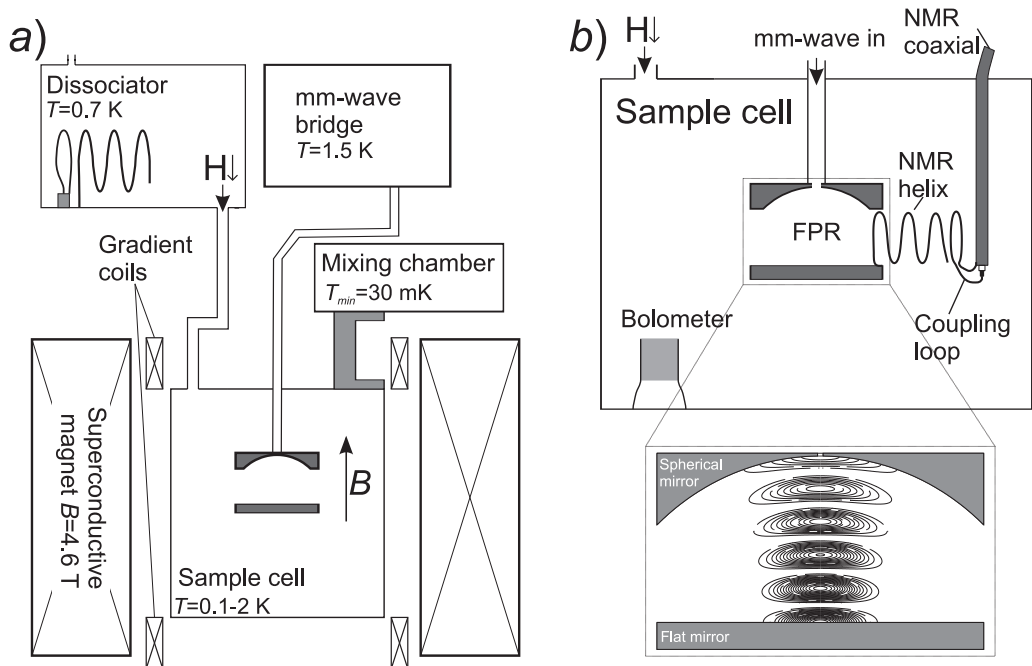 a)
Dissociator
T=0.7 K
H↓
mm-wave
bridge
T=1.5 K
Gradient
coils
Mixing chamber
Tmin=30 mK
Superconductive
magnet B=4.6 T
B
Sample cell
T=0.1-2 K
b)
H↓
mm-wave in
NMR
coaxial
Sample cell
NMR
helix
FPR
Bolometer
Coupling
loop
Spherical
mirror
Flat mirror